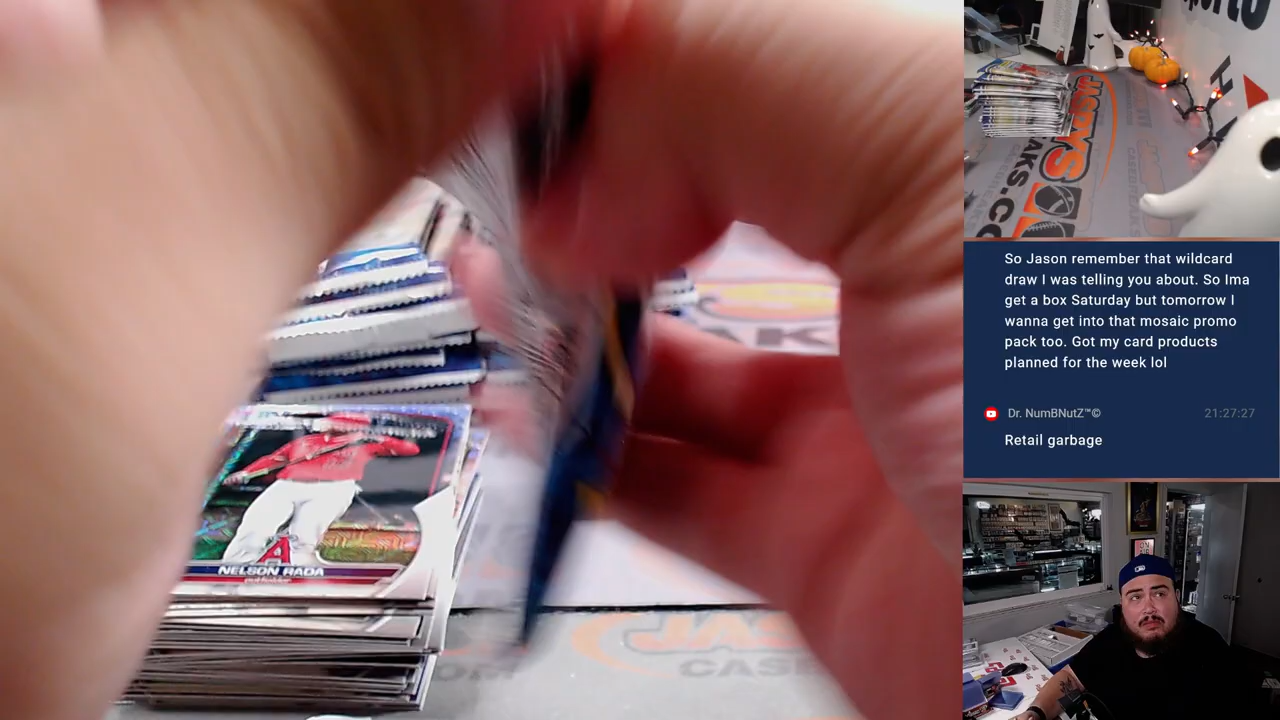 So Jason remember that wildcard
draw I was telling you about. So Ima
get a box Saturday but tomorrow I
wanna get into that mosaic promo
pack too. Got my card products
planned for the week lol
Dr. NumBNutZ™© 21:27:27
Retail garbage
NELSON RADA
outfielder
A
JASPYS
CASE